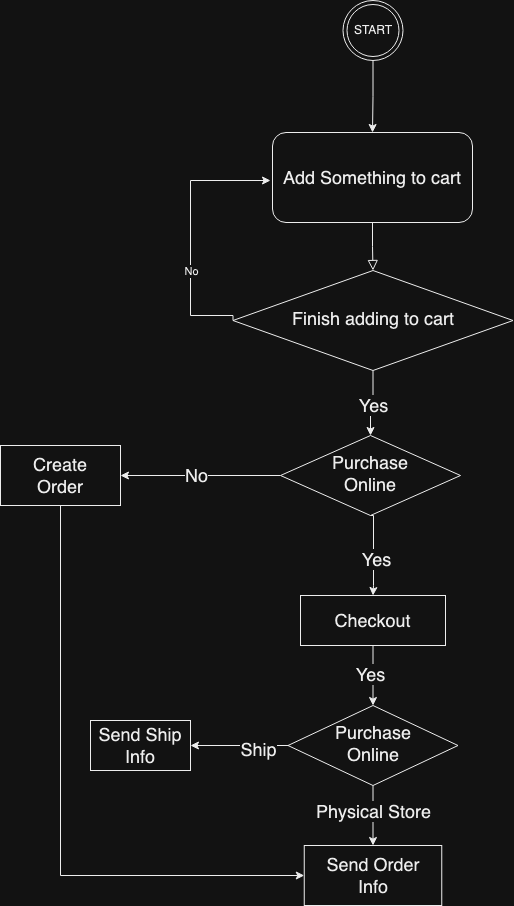 START
Add Something to cart
No
Finish adding to cart
Yes
Purchase
Online
No
Create
Order
Yes
Checkout
Yes
Purchase
Online
Ship
Send Ship
Info
Physical Store
Send Order
Info